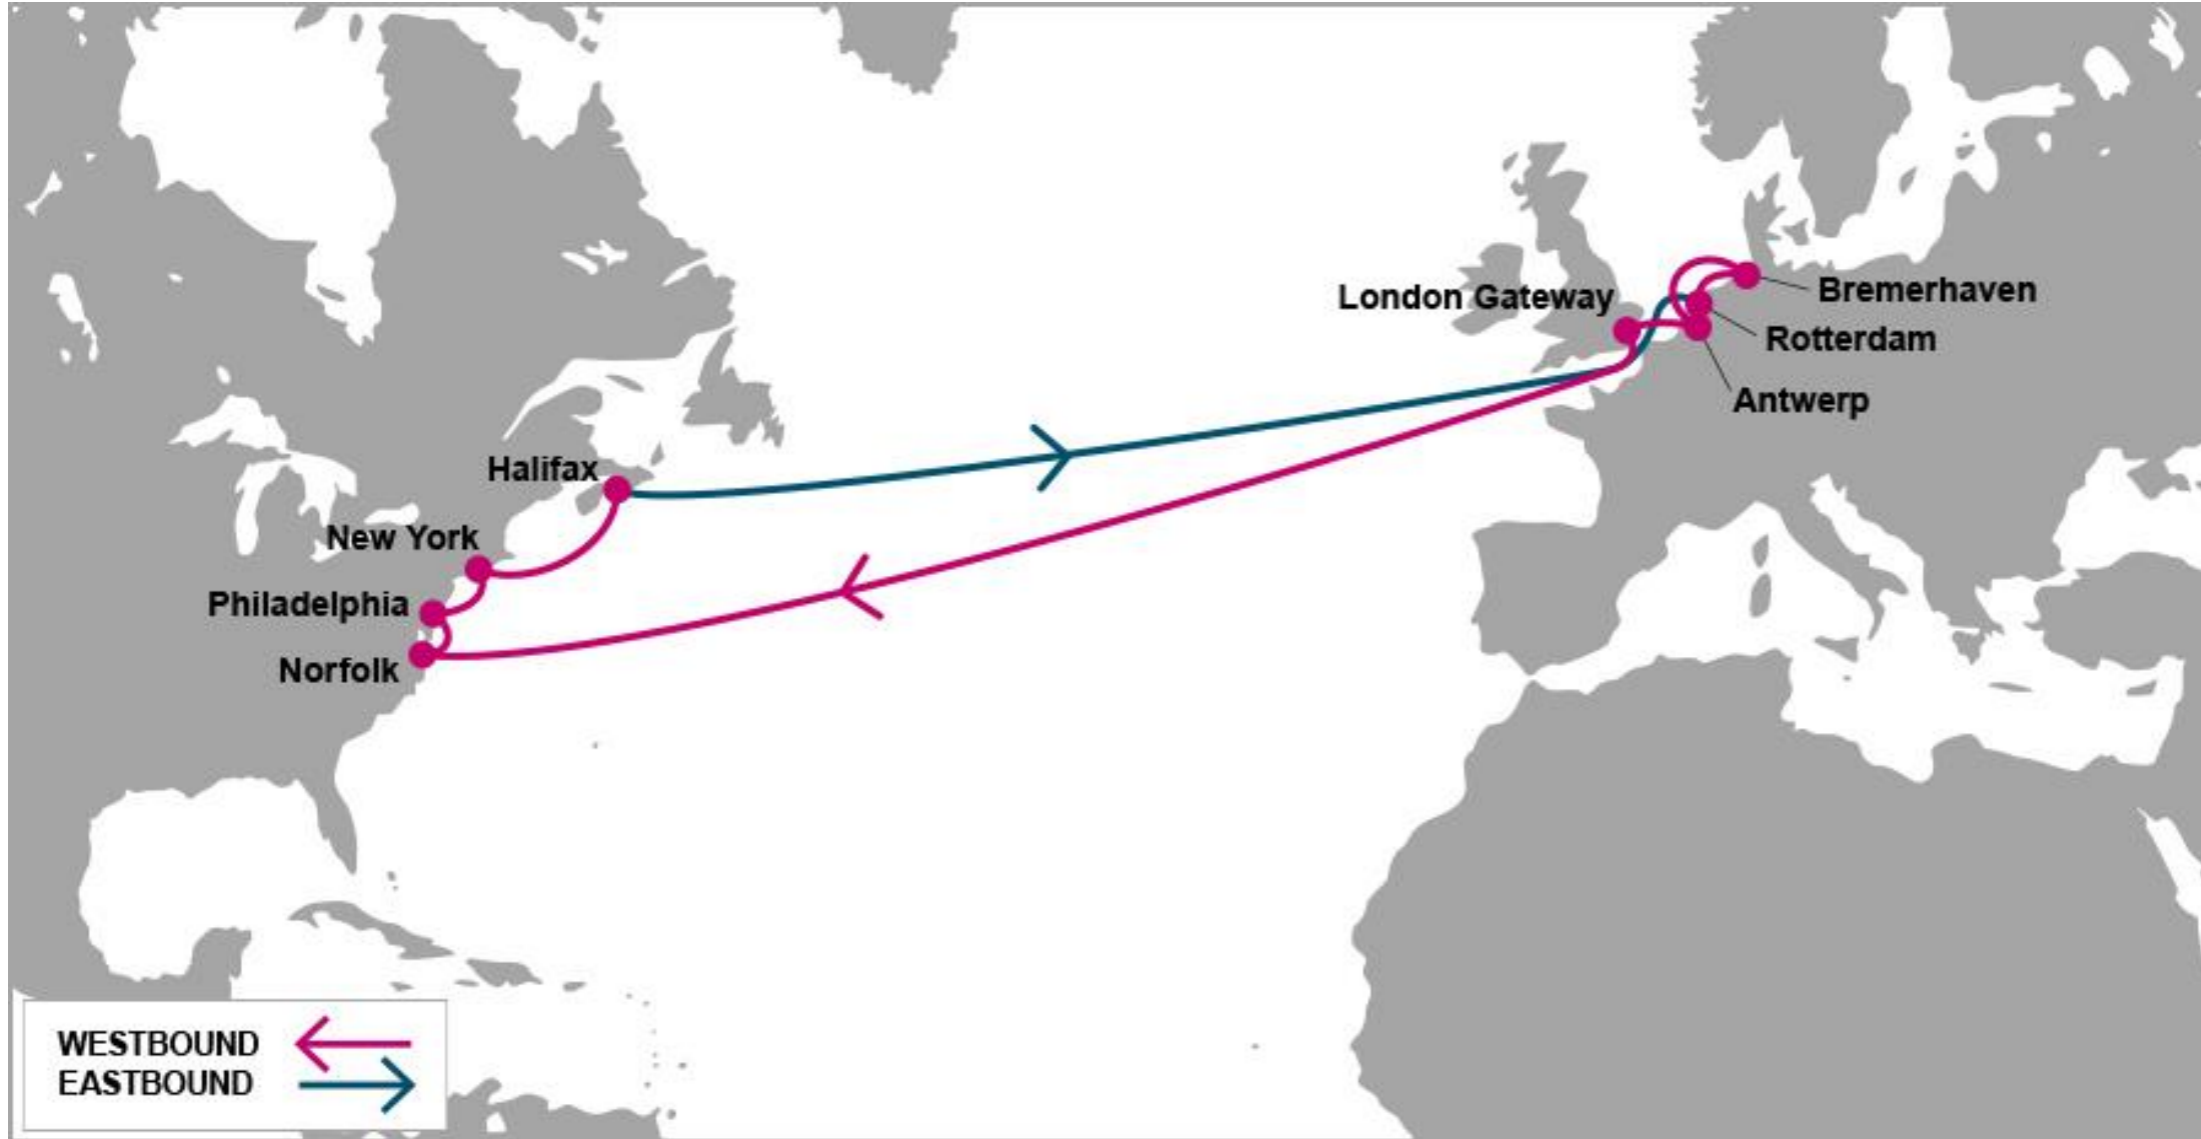 London Gateway
Bremerhaven
Rotterdam
Antwerp
Halifax
New York
Philadelphia
Norfolk
WESTBOUND
EASTBOUND